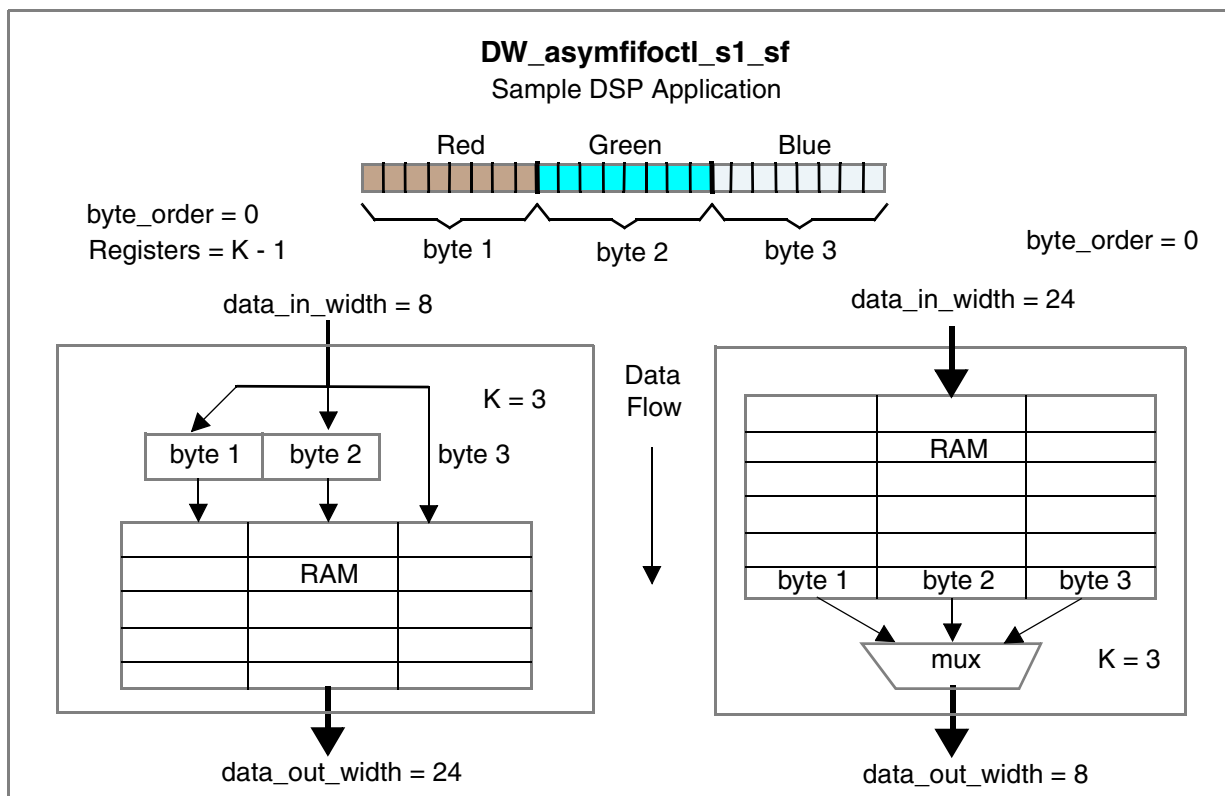 DW_asymfifoctl_s1_sf
Sample DSP Application
Red Green Blue
byte_order = 0
Registers = K - 1
byte 1 byte 2 byte 3
byte_order = 0
data_in_width = 8
data_in_width = 24
Data
Flow
K = 3
byte 1 byte 2 byte 3
RAM
data_out_width = 24
RAM
byte 1 byte 2 byte 3
mux
K = 3
data_out_width = 8